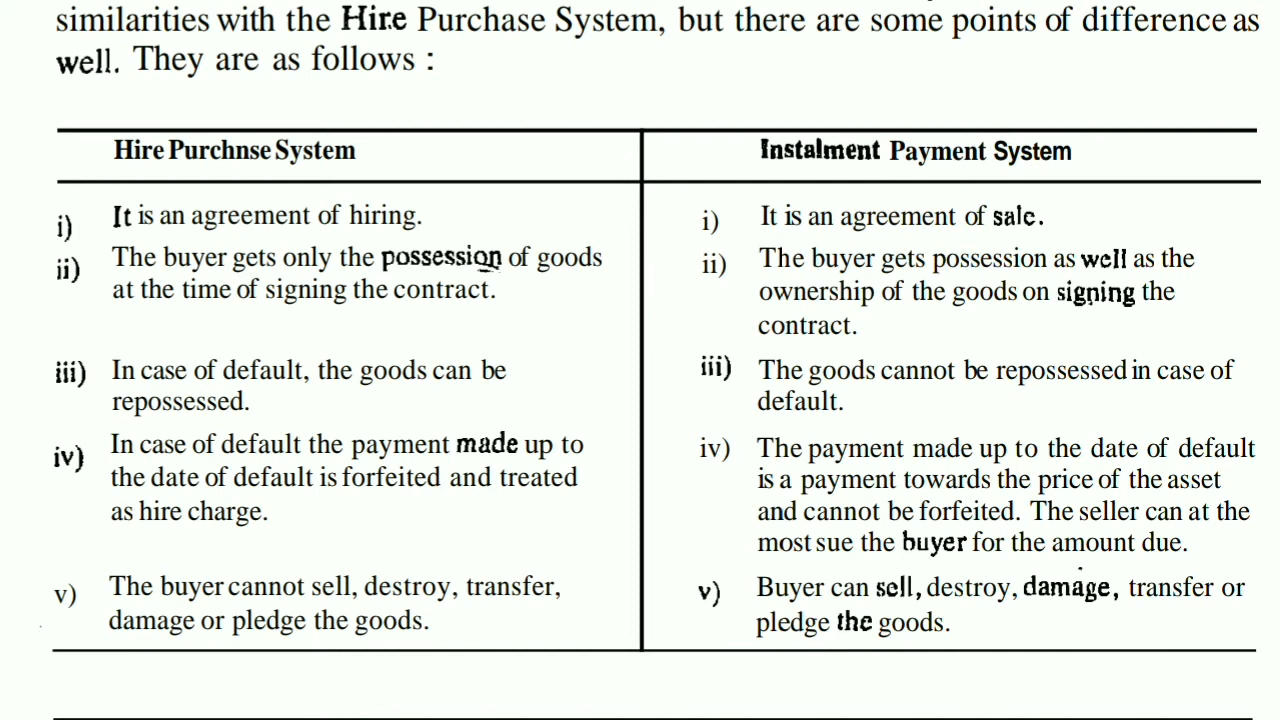 similarities with the Hire Purchase System, but there are some points of difference as
well. They are as follows :
Hire Purchnse System
i) It is an agreement of hiring.
ii) The buyer gets only the possession of goods
at the time of signing the contract.
iii) In case of default, the goods can be
repossessed.
iv) In case of default the payment made up to
the date of default is forfeited and treated
as hire charge.
v) The buyer cannot sell, destroy, transfer,
damage or pledge the goods.
Instalment Payment System
i) It is an agreement of salc.
ii) The buyer gets possession as wcll as the
ownership of the goods on signing the
contract.
iii) The goods cannot be repossessed in case of
default.
iv) The payment made up to the date of default
is a payment towards the price of the asset
and cannot be forfeited. The seller can at the
most sue the buyer for the amount due.
v) Buyer can scll, destroy, damage, transfer or
pledge the goods.